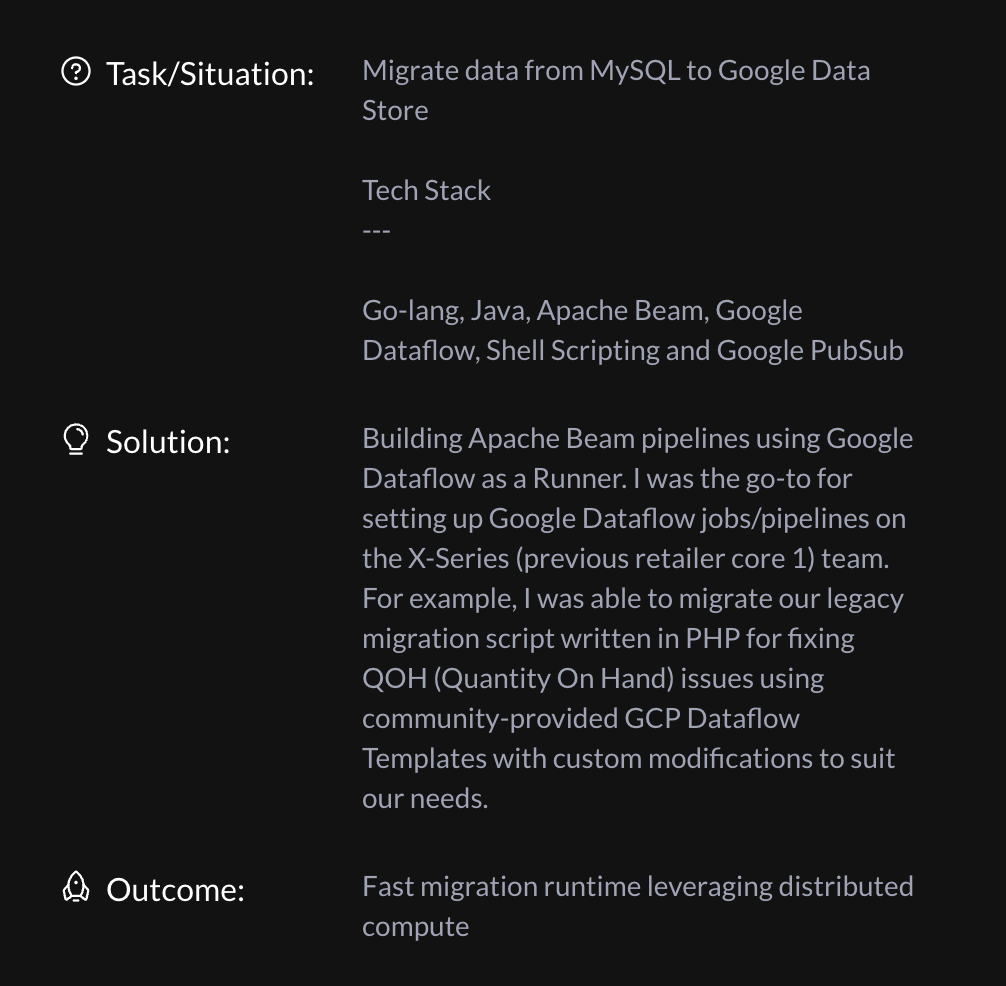 Task/Situation:
Migrate data from MySQL to Google Data
Store
Tech Stack
---
Go-lang, Java, Apache Beam, Google
Dataflow, Shell Scripting and Google PubSub
Solution:
Building Apache Beam pipelines using Google
Dataflow as a Runner. I was the go-to for
setting up Google Dataflow jobs/pipelines on
the X-Series (previous retailer core 1) team.
For example, I was able to migrate our legacy
migration script written in PHP for fixing
QOH (Quantity On Hand) issues using
community-provided GCP Dataflow
Templates with custom modifications to suit
our needs.
Outcome:
Fast migration runtime leveraging distributed
compute